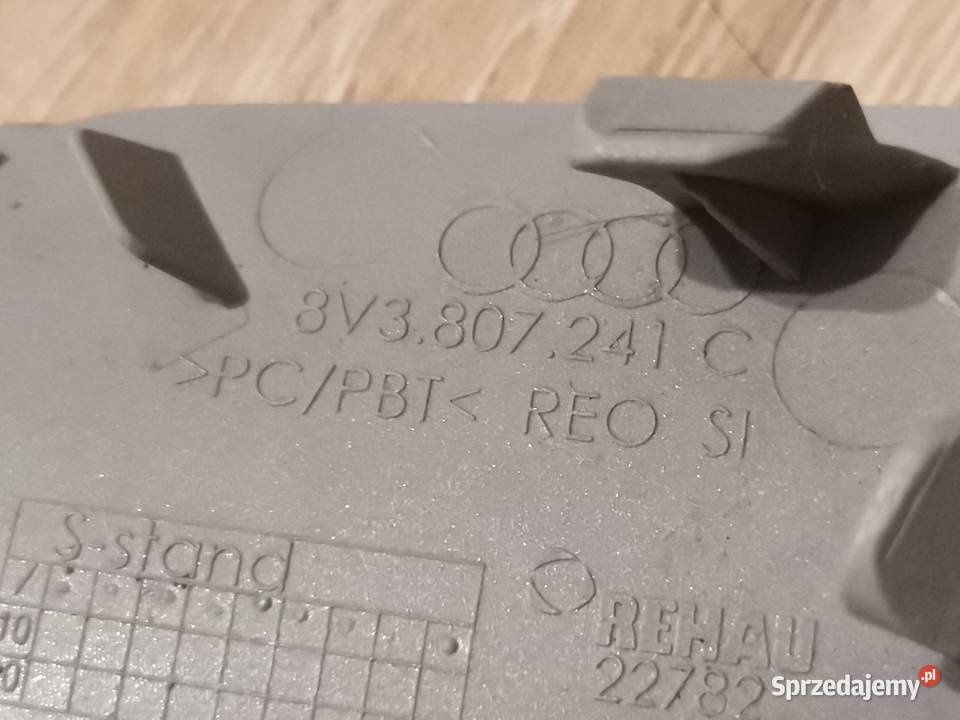 8V3.807.241 C
>PC/PBT< REO SI
S-stand
REHAU
22782
Sprzedajemy.pl